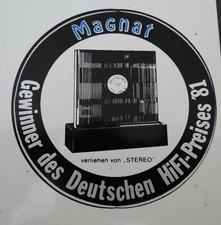 Magnat
Gewinner des Deutschen HiFi-Preises '81
verliehen von „STEREO"